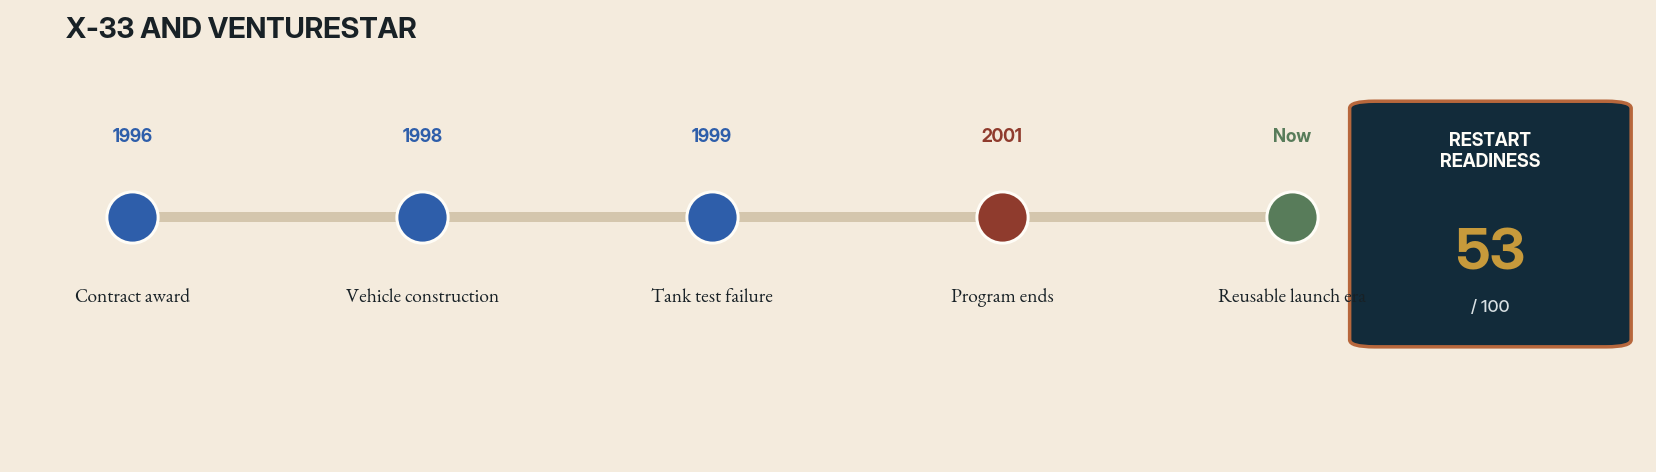 X-33 AND VENTURESTAR
1996
1998
1999
2001
Now
Contract award
Vehicle construction
Tank test failure
Program ends
Reusable launch era
RESTART
READINESS
53
/ 100